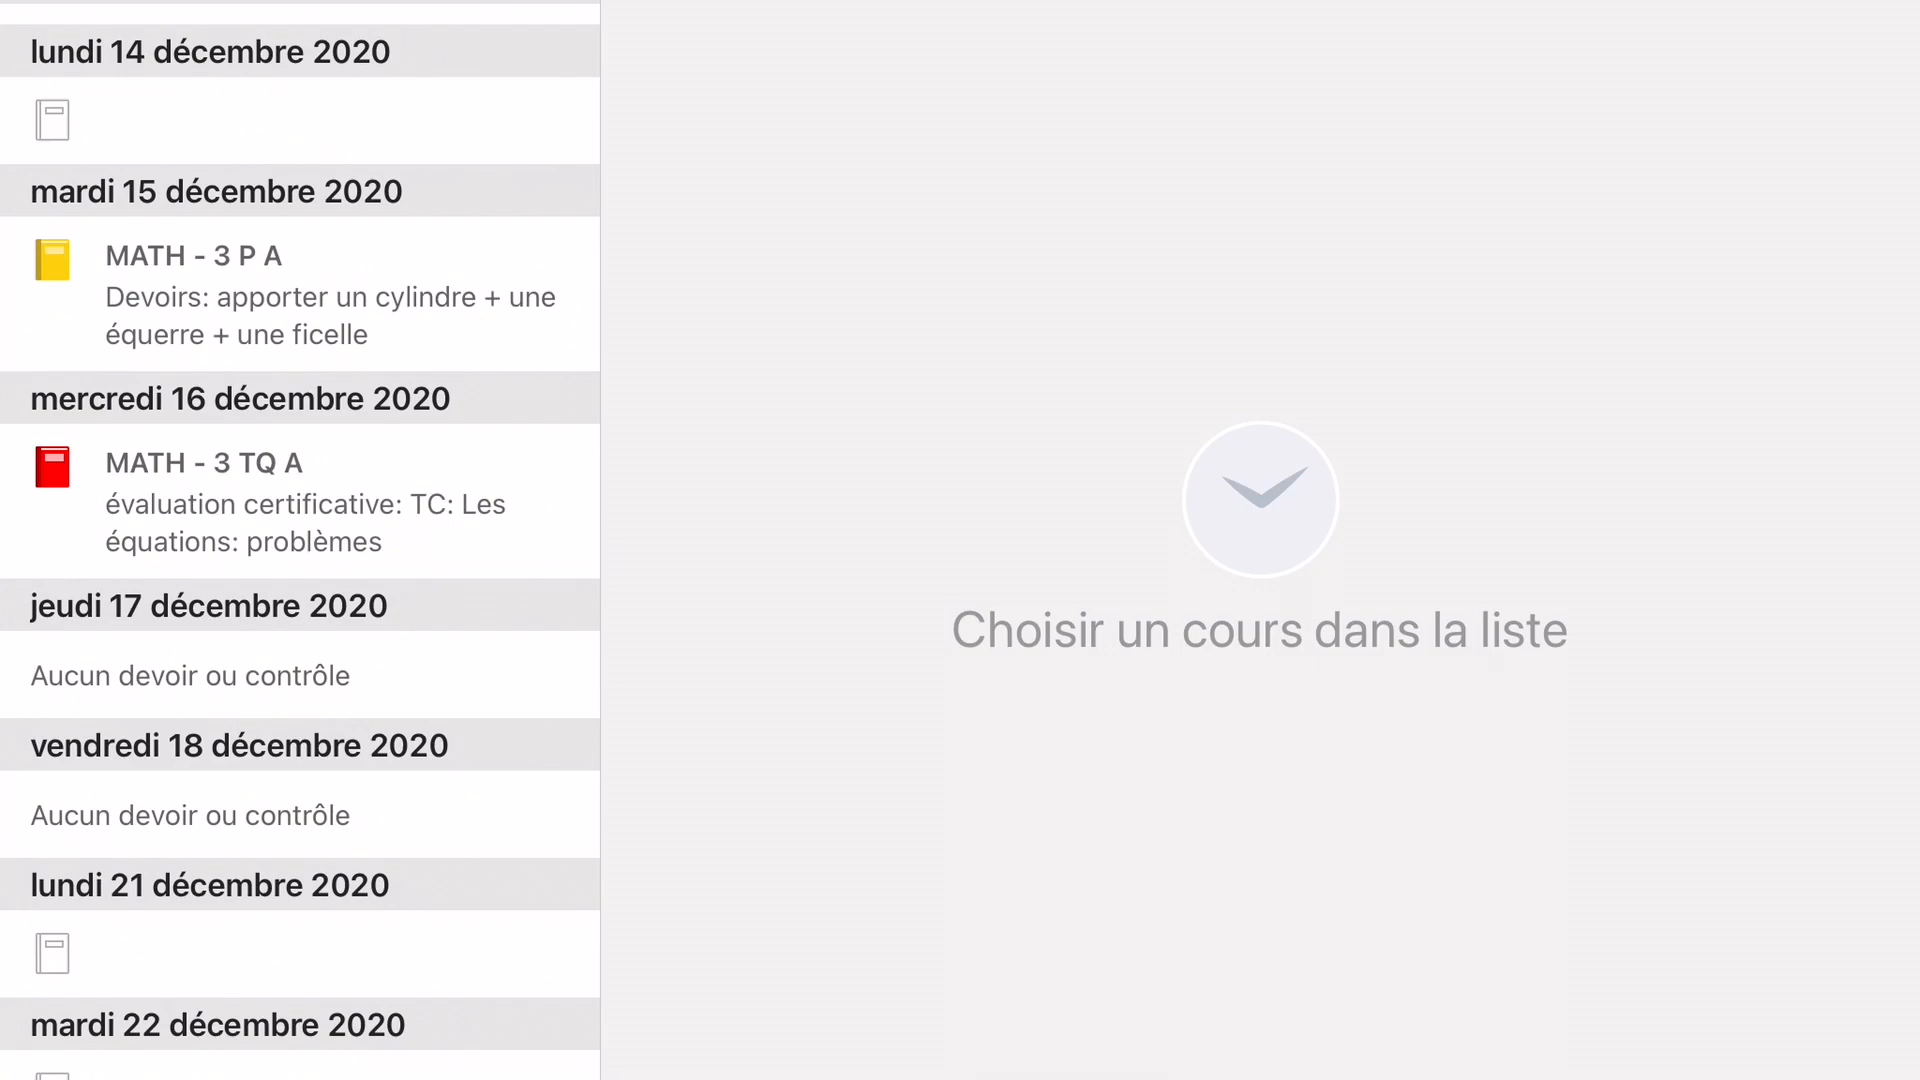 lundi 14 décembre 2020
mardi 15 décembre 2020
MATH - 3 P A
Devoirs: apporter un cylindre + une
équerre + une ficelle
mercredi 16 décembre 2020
MATH - 3 TQ A
évaluation certificative: TC: Les
équations: problèmes
jeudi 17 décembre 2020
Aucun devoir ou contrôle
vendredi 18 décembre 2020
Aucun devoir ou contrôle
lundi 21 décembre 2020
mardi 22 décembre 2020
Choisir un cours dans la liste